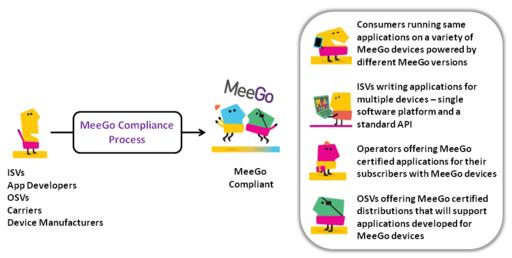 MeeGo Compliance
Process
ISVs
App Developers
OSVs
Carriers
Device Manufacturers
MeeGo
MeeGo
Compliant
Consumers running same
applications on a variety of
MeeGo devices powered by
different MeeGo versions
ISVs writing applications for
multiple devices – single
software platform and a
standard API
Operators offering MeeGo
certified applications for their
subscribers with MeeGo devices
OSVs offering MeeGo certified
distributions that will support
applications developed for
MeeGo devices